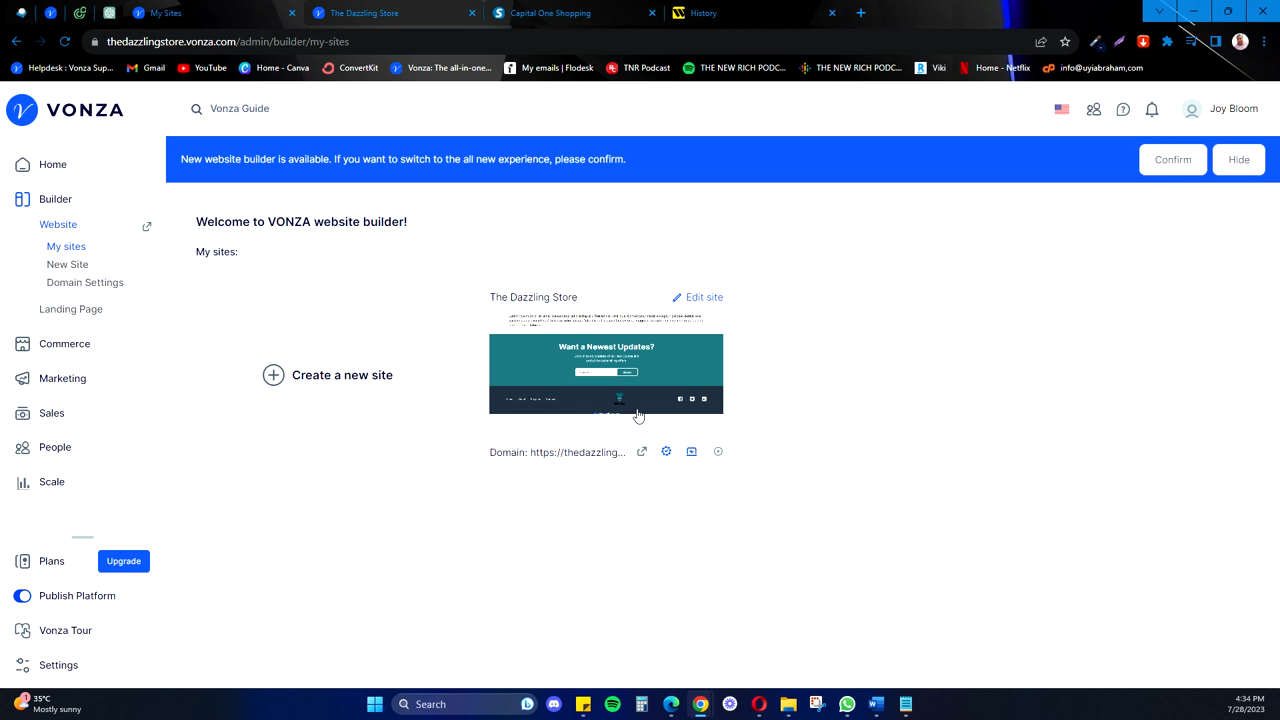 My Sites
The Dazzling Store
Capital One Shopping
History
thedazzlingstore.vonza.com/admin/builder/my-sites
Helpdesk : Vonza Sup...
Gmail
YouTube
Home - Canva
ConvertKit
Vonza: The all-in-one...
My emails | Flodesk
TNR Podcast
THE NEW RICH PODC...
THE NEW RICH PODC...
Viki
Home - Netflix
info@uyiabraham.com
VONZA
Vonza Guide
Joy Bloom
New website builder is available. If you want to switch to the all new experience, please confirm.
Confirm
Hide
Home
Builder
Website
My sites
New Site
Domain Settings
Landing Page
Commerce
Marketing
Sales
People
Scale
Plans
Upgrade
Publish Platform
Vonza Tour
Settings
Welcome to VONZA website builder!
My sites:
Create a new site
The Dazzling Store
Edit site
Want a Newest Updates?
Domain: https://thedazzling...
1
35°C
Mostly sunny
Search
4:34 PM
7/28/2023